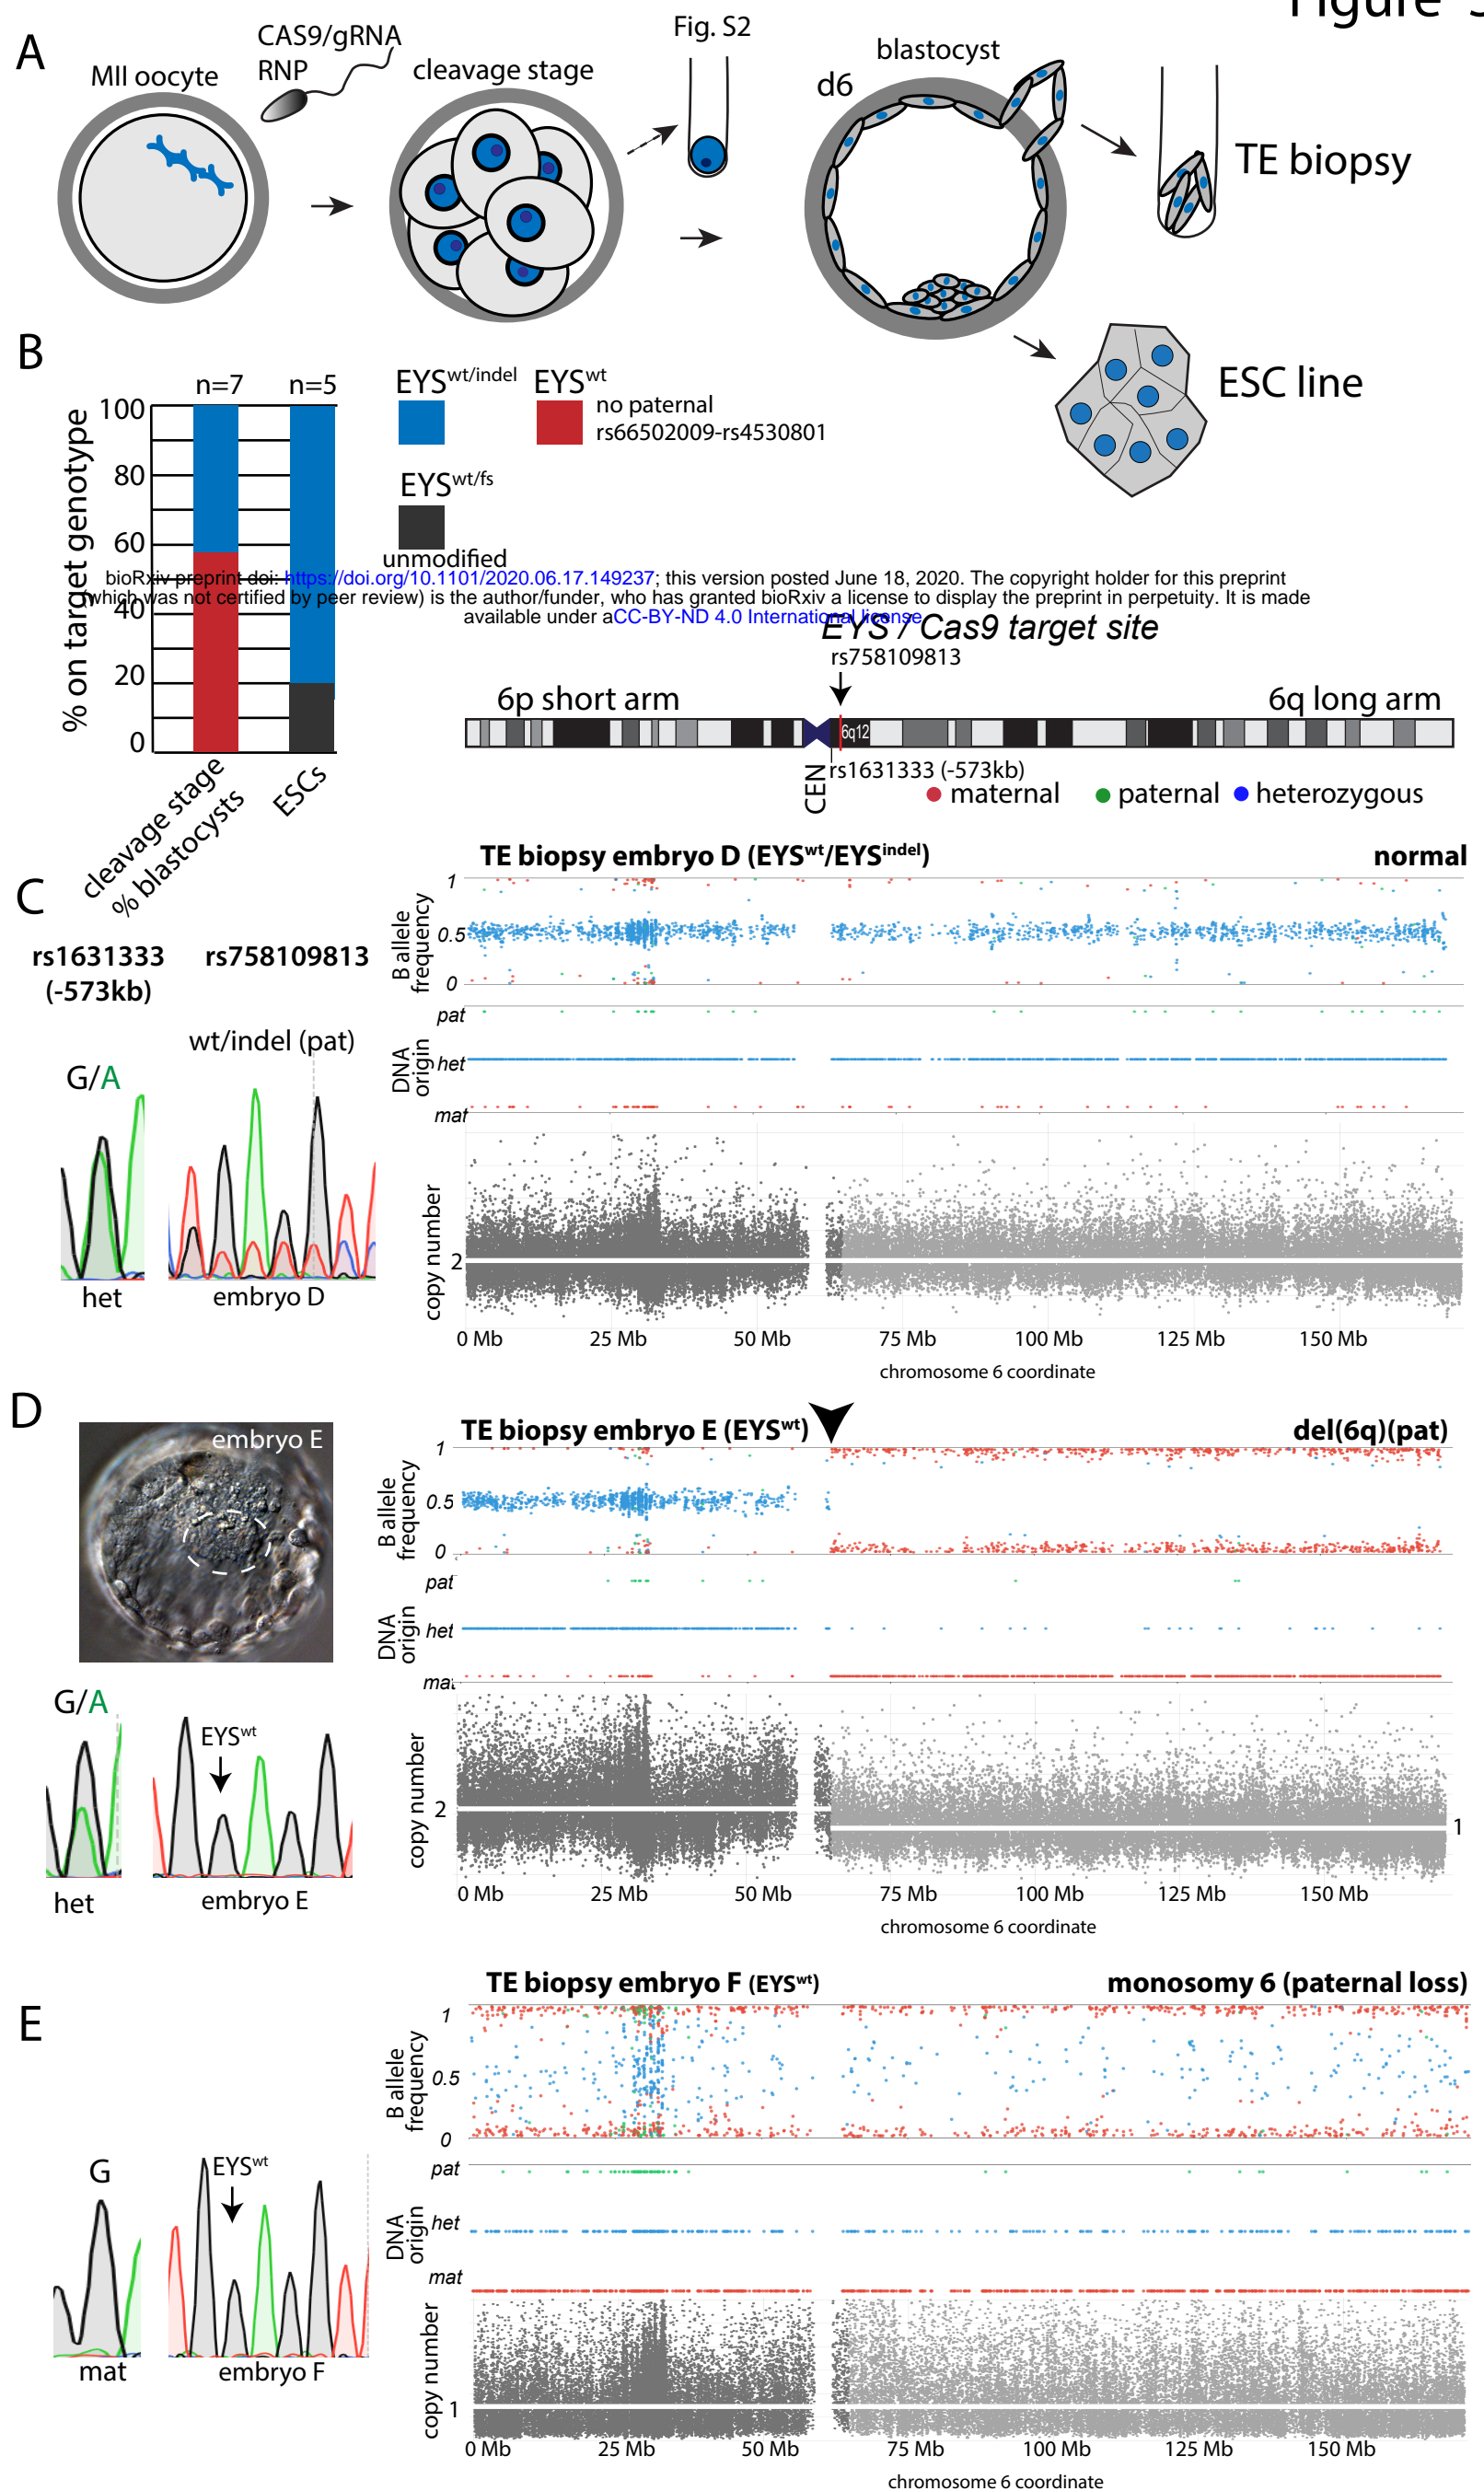 Figure
A
MII oocyte
CAS9/gRNA
RNP
cleavage stage
Fig. S2
blastocyst
d6
TE biopsy
ESC line
B
n=7
n=5
% on target genotype
100
80
60
40
20
0
cleavage stage
% blastocysts
ESCs
EYSwt/indel
EYSwt
no paternal
rs66502009-rs4530801
EYSwt/fs
unmodified
bioRxiv preprint doi: https://doi.org/10.1101/2020.06.17.149237; this version posted June 18, 2020. The copyright holder for this preprint
(which was not certified by peer review) is the author/funder, who has granted bioRxiv a license to display the preprint in perpetuity. It is made
available under aCC-BY-ND 4.0 International license.
EYS / Cas9 target site
rs758109813
6p short arm
6q long arm
6q12
CEN
rs1631333 (-573kb)
maternal
paternal
heterozygous
C
rs1631333
(-573kb)
rs758109813
wt/indel (pat)
G/A
het
embryo D
TE biopsy embryo D (EYSwt/EYSindel)
normal
B allele
frequency
1
0.5
0
DNA
origin
pat
het
mat
copy number
2
0 Mb 25 Mb 50 Mb 75 Mb 100 Mb 125 Mb 150 Mb
chromosome 6 coordinate
D
embryo E
G/A
EYSwt
het
embryo E
TE biopsy embryo E (EYSwt)
del(6q)(pat)
B allele
frequency
1
0.5
0
DNA
origin
pat
het
mat
copy number
2
1
0 Mb 25 Mb 50 Mb 75 Mb 100 Mb 125 Mb 150 Mb
chromosome 6 coordinate
E
G
EYSwt
mat
embryo F
TE biopsy embryo F (EYSwt)
monosomy 6 (paternal loss)
B allele
frequency
1
0.5
0
DNA
origin
pat
het
mat
copy number
1
0 Mb 25 Mb 50 Mb 75 Mb 100 Mb 125 Mb 150 Mb
chromosome 6 coordinate